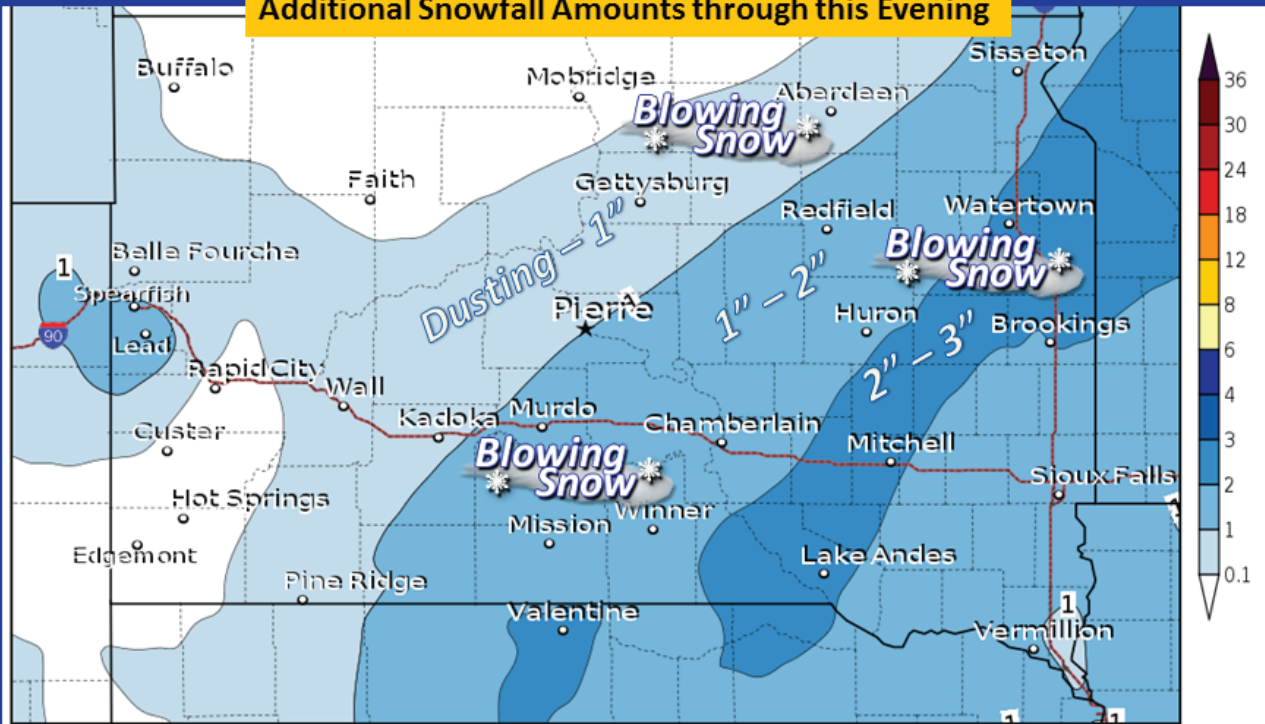 Additional Snowfall Amounts through this Evening
Sisseton
Buffalo
Mobridge
Aberdeen
Blowing
Snow
Faith
Gettysburg
Redfield
Watertown
Blowing
Snow
Belle Fourche
1
Spearfish
Dusting – 1”
Pierre
1
1” – 2”
Huron
Brookings
90
Lead
2” – 3”
Rapid City
Wall
Kadoka
Murdo
Chamberlain
Custer
Mitchell
Blowing
Snow
Sioux Falls
Hot Springs
Mission
Winner
Edgemont
Lake Andes
Pine Ridge
Valentine
1
Vermillion
1
1
36
30
24
18
12
8
6
4
3
2
1
0.1